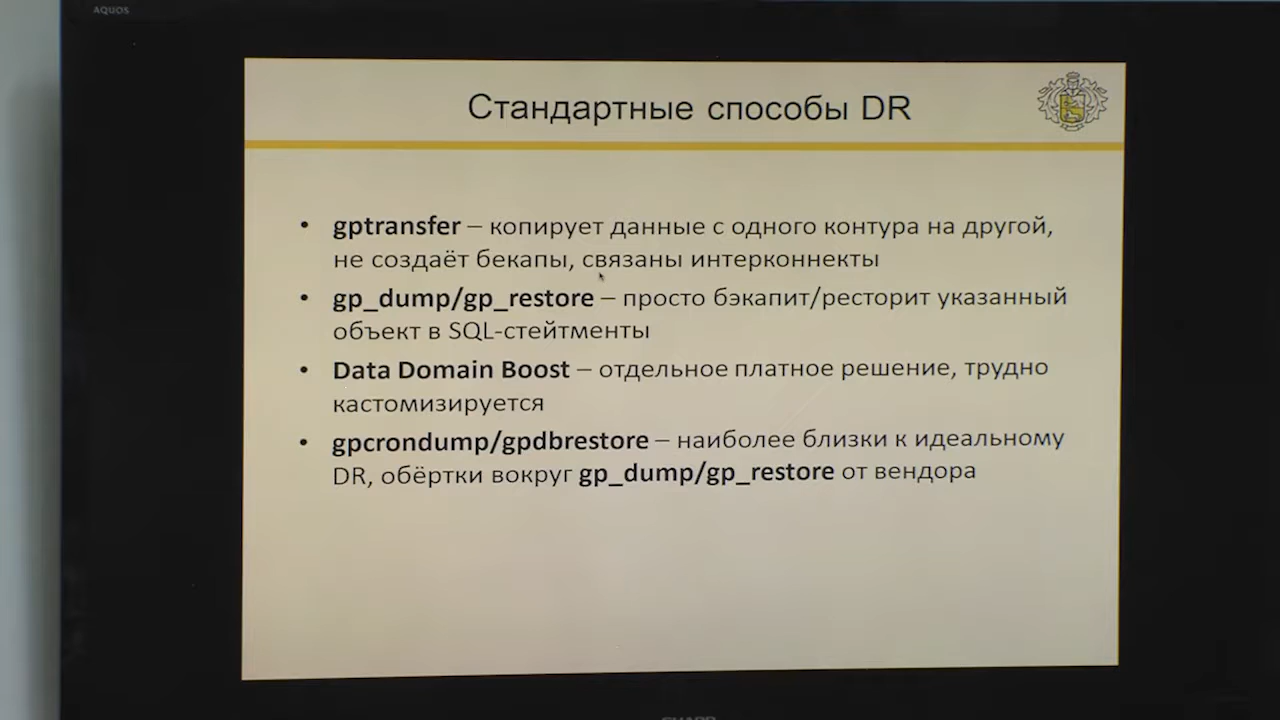 AQUOS
Стандартные способы DR
• gptransfer – копирует данные с одного контура на другой,
не создаёт бекапы, связаны интерконнекты
• gp_dump/gp_restore – просто бэкапит/ресторит указанный
объект в SQL-стейтменты
• Data Domain Boost – отдельное платное решение, трудно
кастомизируется
• gpcrondump/gpdbrestore – наиболее близки к идеальному
DR, обёртки вокруг gp_dump/gp_restore от вендора